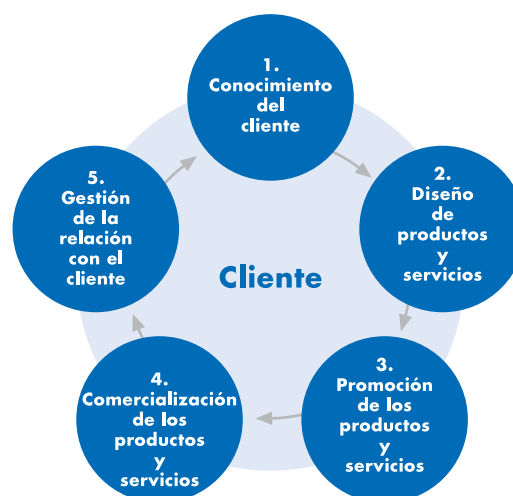 1.
Conocimiento
del
cliente
2.
Diseño
de
productos
y
servicios
3.
Promoción
de los
productos
y
servicios
4.
Comercialización
de los
productos
y
servicios
5.
Gestión
de la
relación
con el
cliente
Cliente